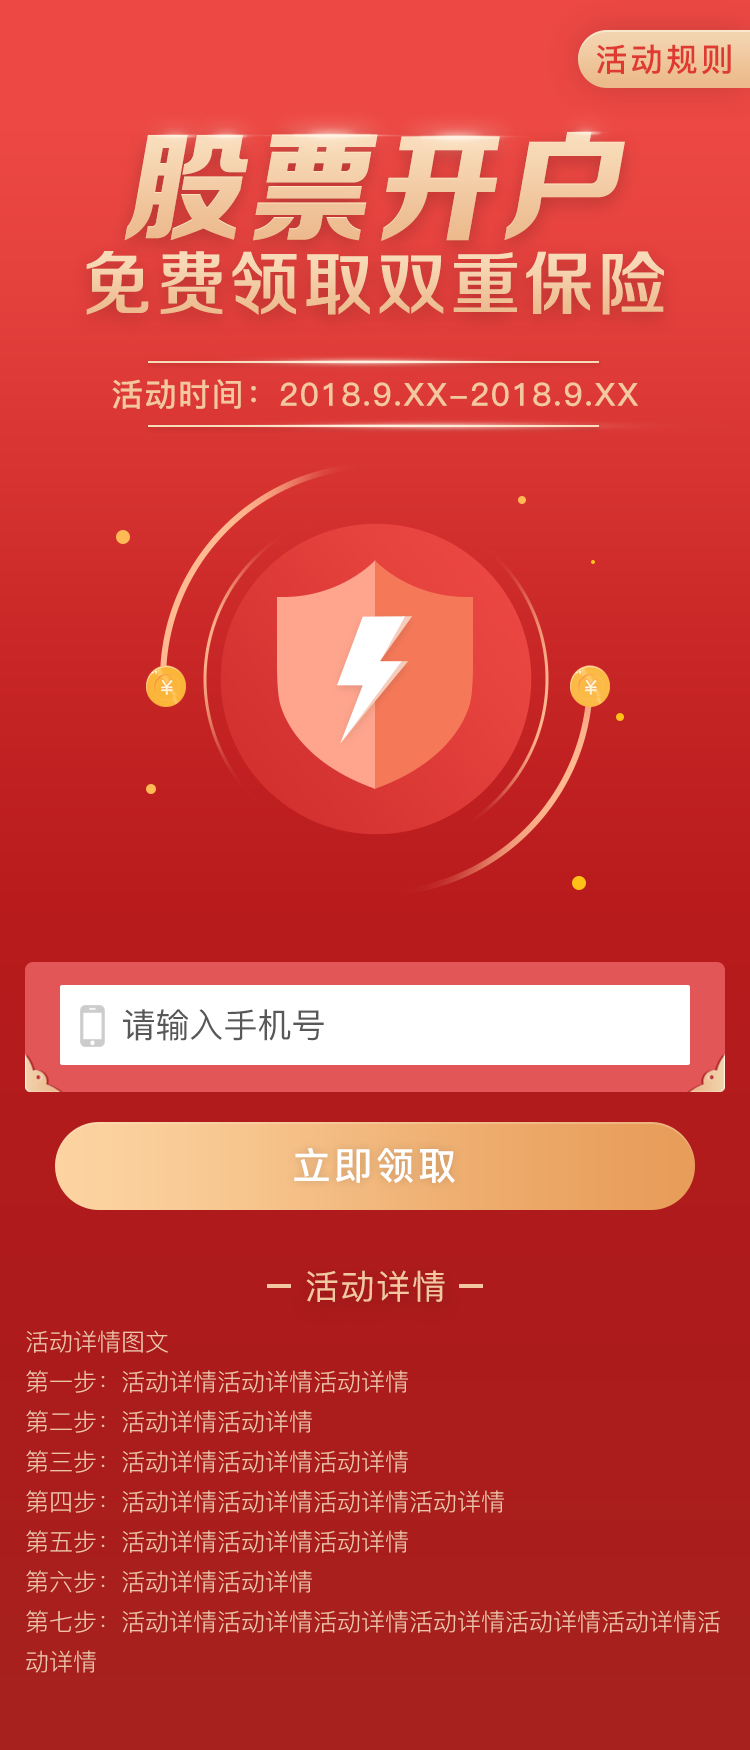 活动规则
股票开户
免费领取双重保险
活动时间：2018.9.XX-2018.9.XX
¥
¥
请输入手机号
立即领取
活动详情
活动详情图文
第一步：活动详情活动详情活动详情
第二步：活动详情活动详情
第三步：活动详情活动详情活动详情
第四步：活动详情活动详情活动详情活动详情
第五步：活动详情活动详情活动详情
第六步：活动详情活动详情
第七步：活动详情活动详情活动详情活动详情活动详情活动详情活
动详情